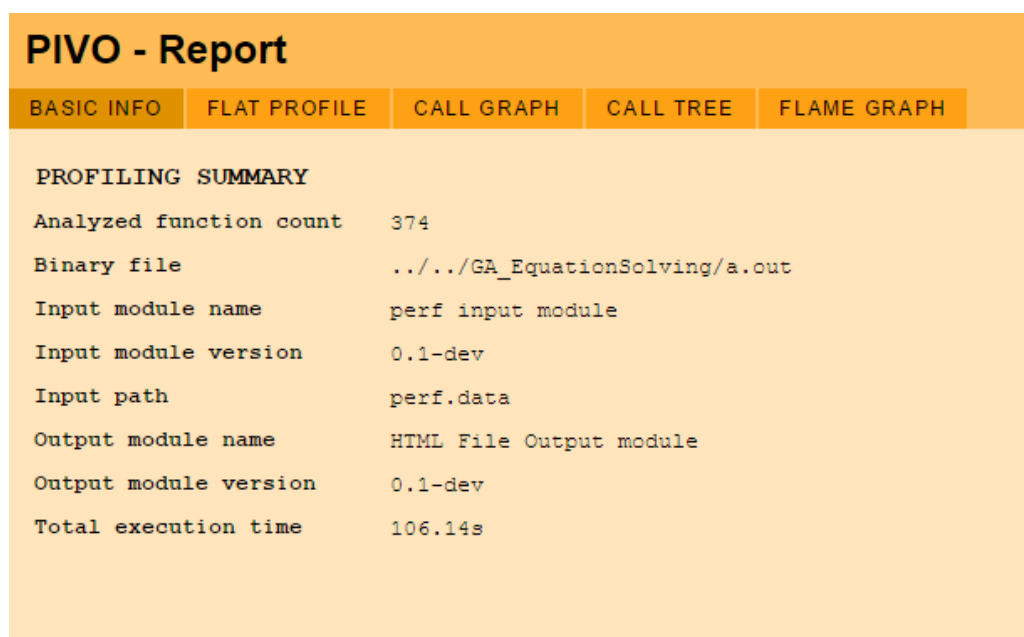 PIVO - Report
BASIC INFO FLAT PROFILE CALL GRAPH CALL TREE FLAME GRAPH
PROFILING SUMMARY
Analyzed function count 374
Binary file ../../GA_EquationSolving/a.out
Input module name perf input module
Input module version 0.1-dev
Input path perf.data
Output module name HTML File Output module
Output module version 0.1-dev
Total execution time 106.14s